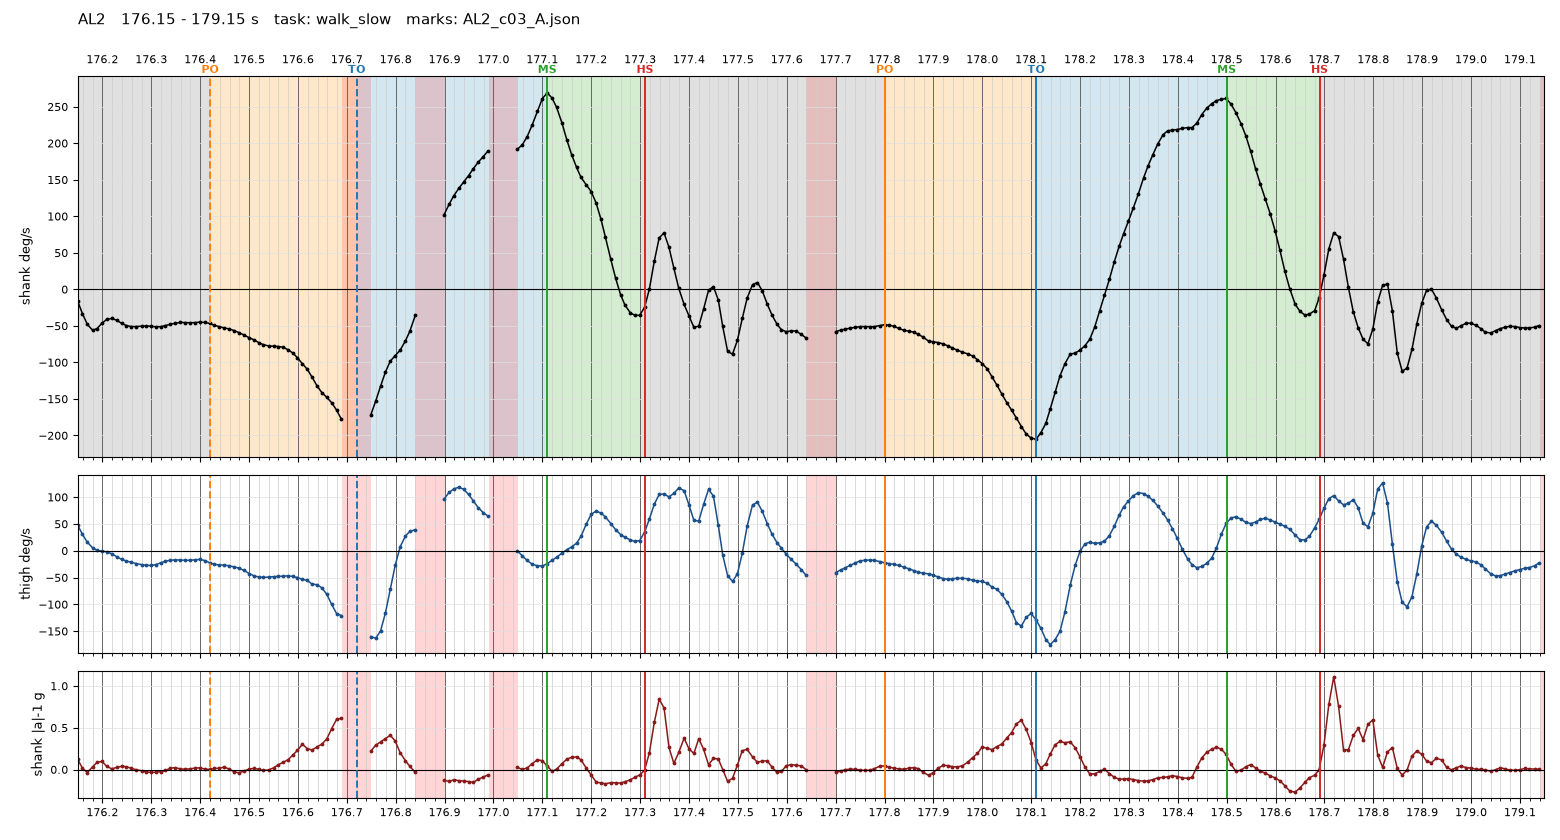 AL2   176.15 - 179.15 s   task: walk_slow   marks: AL2_c03_A.json
176.2 176.3 176.4 176.5 176.6 176.7 176.8 176.9 177.0 177.1 177.2 177.3 177.4 177.5 177.6 177.7 177.8 177.9 178.0 178.1 178.2 178.3 178.4 178.5 178.6 178.7 178.8 178.9 179.0 179.1
PO TO MS HS PO TO MS HS
shank deg/s
250
200
150
100
50
0
−50
−100
−150
−200
thigh deg/s
100
50
0
−50
−100
−150
shank |a|-1 g
1.0
0.5
0.0
176.2 176.3 176.4 176.5 176.6 176.7 176.8 176.9 177.0 177.1 177.2 177.3 177.4 177.5 177.6 177.7 177.8 177.9 178.0 178.1 178.2 178.3 178.4 178.5 178.6 178.7 178.8 178.9 179.0 179.1